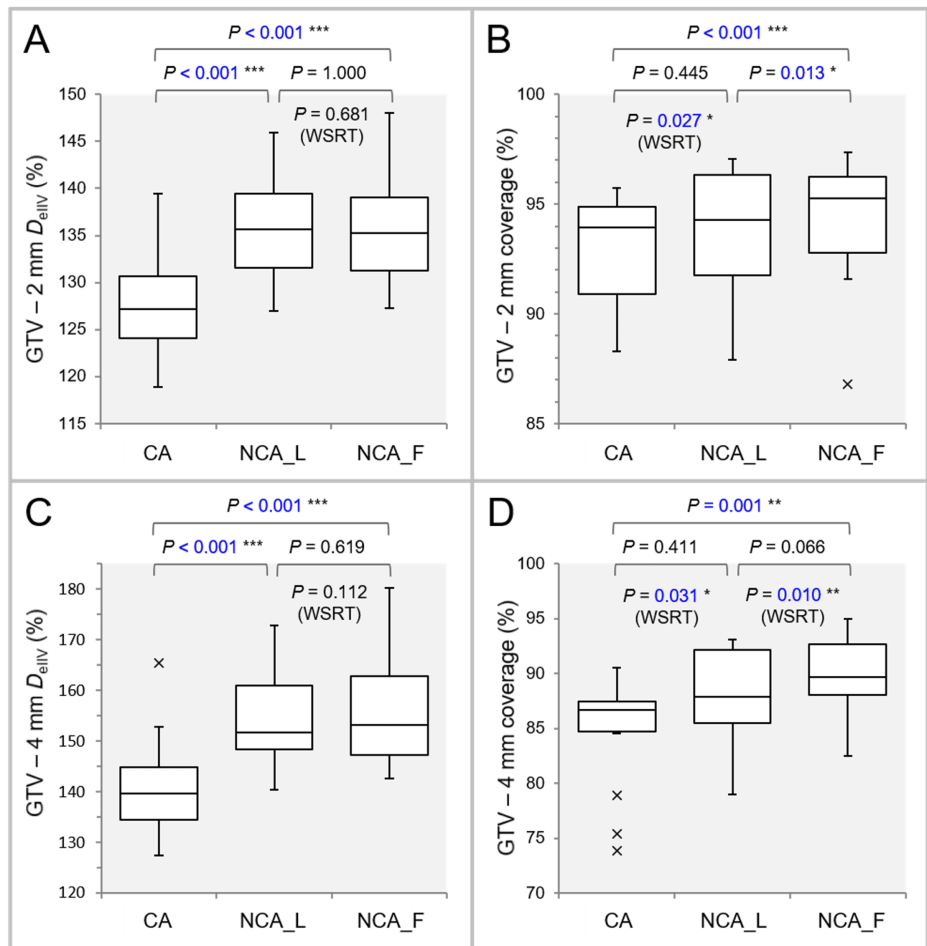 A
P < 0.001 ***
P < 0.001 ***
P = 1.000
P = 0.681
(WSRT)
GTV – 2 mm DeIIV (%)
150
145
140
135
130
125
120
115
CA
NCA_L
NCA_F
B
P < 0.001 ***
P = 0.445
P = 0.013 *
P = 0.027 *
(WSRT)
GTV – 2 mm coverage (%)
100
95
90
85
CA
NCA_L
NCA_F
C
P < 0.001 ***
P < 0.001 ***
P = 0.619
P = 0.112
(WSRT)
GTV – 4 mm DeIIV (%)
180
170
160
150
140
130
120
CA
NCA_L
NCA_F
D
P = 0.001 **
P = 0.411
P = 0.066
P = 0.031 *
(WSRT)
P = 0.010 **
(WSRT)
GTV – 4 mm coverage (%)
100
95
90
85
80
75
70
CA
NCA_L
NCA_F